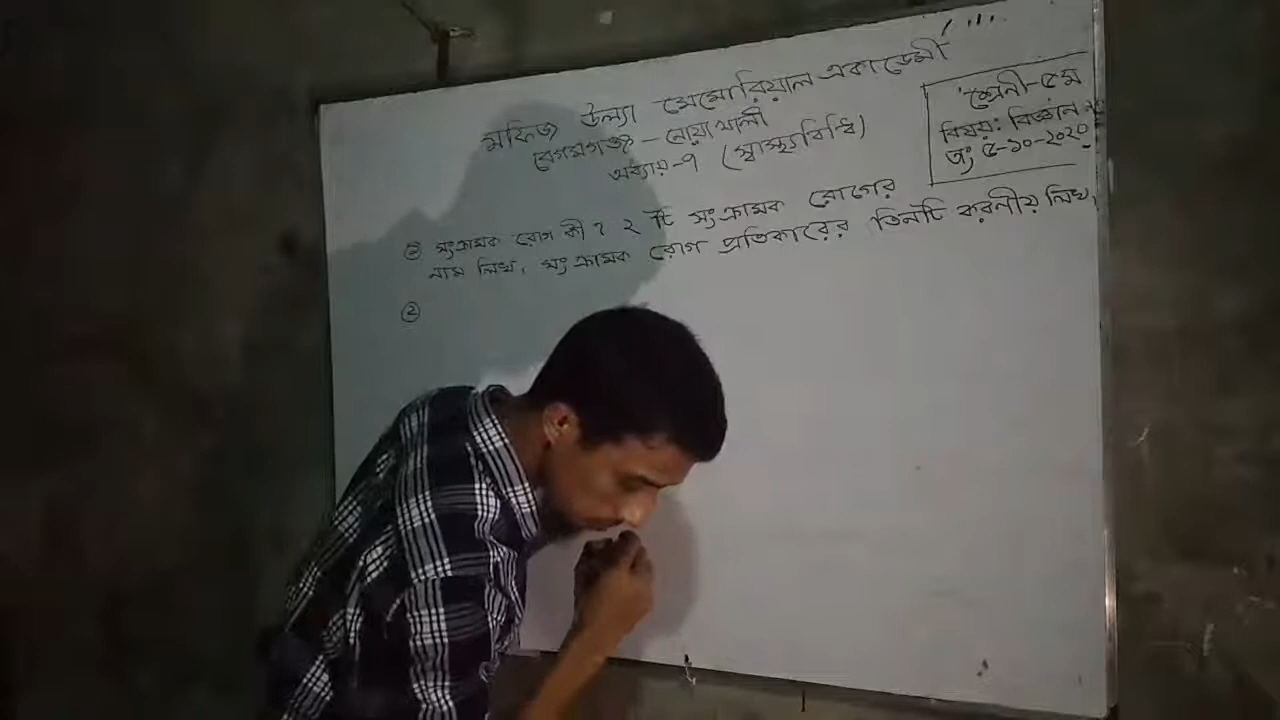 মফিজ উল্যা মেমোরিয়াল একাডেমী
বেগমগঞ্জ - নোয়াখালী
অধ্যায় - ৭ (স্বাস্থ্যবিধি)
শ্রেনী - ৫ম
বিষয়: বিজ্ঞান
তাং ৫-১০-২০২০
১ সংক্রামক রোগ কী? ২ টি সংক্রামক রোগের
নাম লিখ, সংক্রামক রোগ প্রতিকারের তিনটি করনীয় লিখ,
২